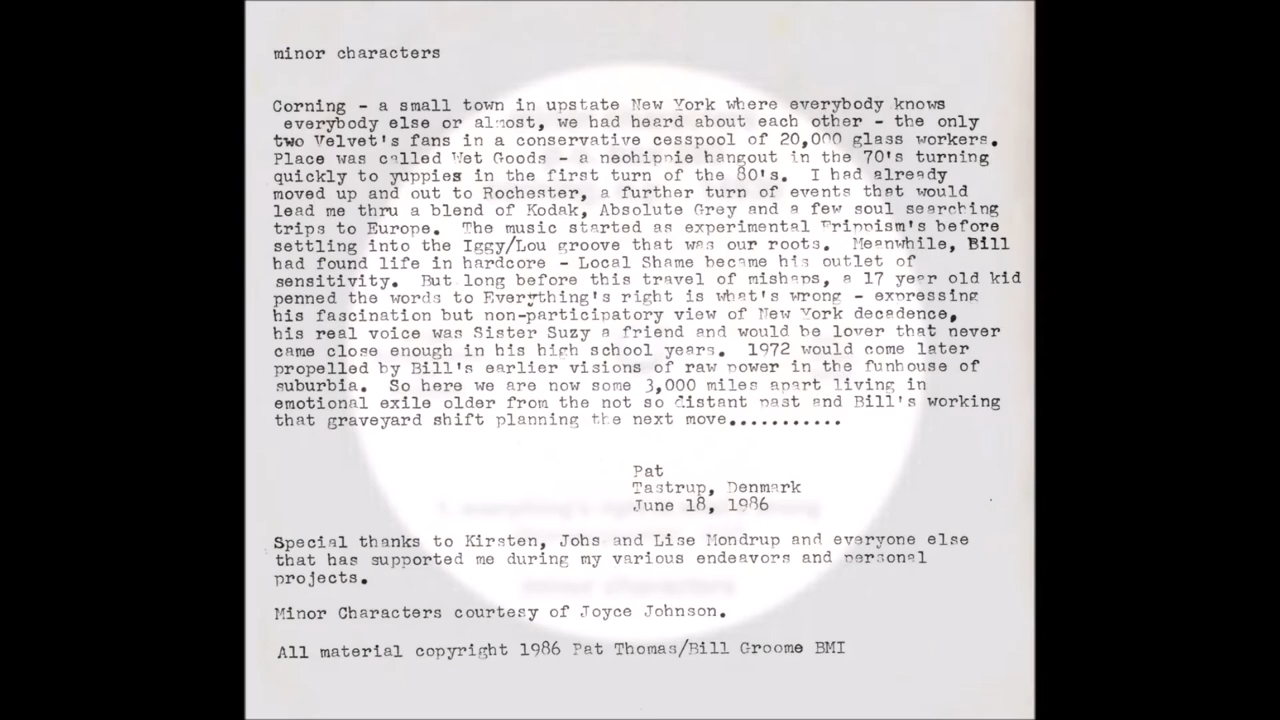 minor characters
Corning - a small town in upstate New York where everybody knows
everybody else or almost, we had heard about each other - the only
two Velvet's fans in a conservative cesspool of 20,000 glass workers.
Place was called Wet Goods - a neohippie hangout in the 70's turning
quickly to yuppies in the first turn of the 80's. I had already
moved up and out to Rochester, a further turn of events that would
lead me thru a blend of Kodak, Absolute Grey and a few soul searching
trips to Europe. The music started as experimental Frippism's before
settling into the Iggy/Lou groove that was our roots. Meanwhile, Bill
had found life in hardcore - Local Shame became his outlet of
sensitivity. But long before this travel of mishaps, a 17 year old kid
penned the words to Everything's right is what's wrong - expressing
his fascination but non-participatory view of New York decadence,
his real voice was Sister Suzy a friend and would be lover that never
came close enough in his high school years. 1972 would come later
propelled by Bill's earlier visions of raw power in the funhouse of
suburbia. So here we are now some 3,000 miles apart living in
emotional exile older from the not so distant past and Bill's working
that graveyard shift planning the next move...........
Pat
Tastrup, Denmark
June 18, 1986
Special thanks to Kirsten, Johs and Lise Mondrup and everyone else
that has supported me during my various endeavors and personal
projects.
Minor Characters courtesy of Joyce Johnson.
All material copyright 1986 Pat Thomas/Bill Groome BMI